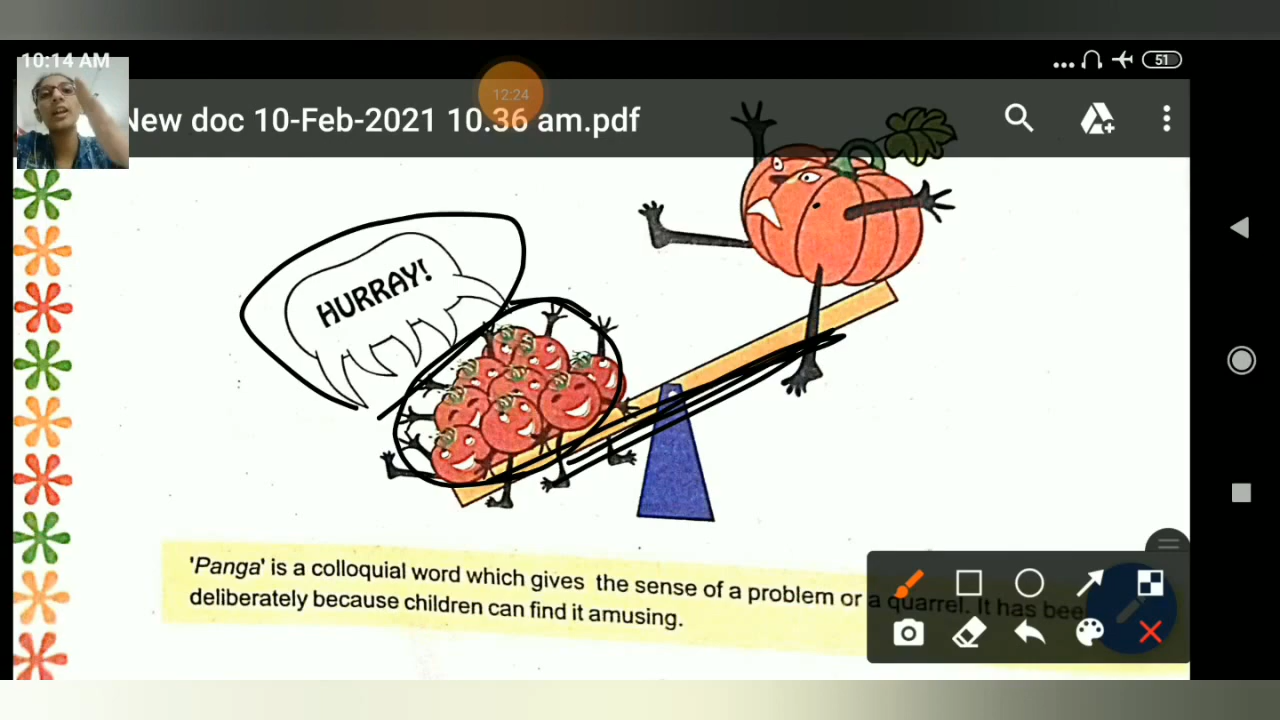 10:14 AM
51
12:24
New doc 10-Feb-2021 10.36 am.pdf
HURRAY!
'Panga' is a colloquial word which gives the sense of a problem or a quarrel. It has bee
deliberately because children can find it amusing.